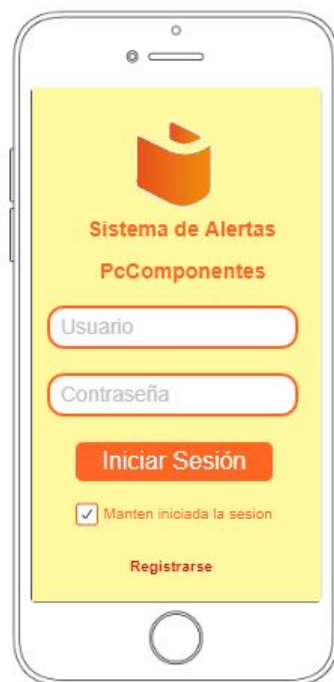 Sistema de Alertas
PcComponentes
Usuario
Contraseña
Iniciar Sesión
Manten iniciada la sesion
Registrarse